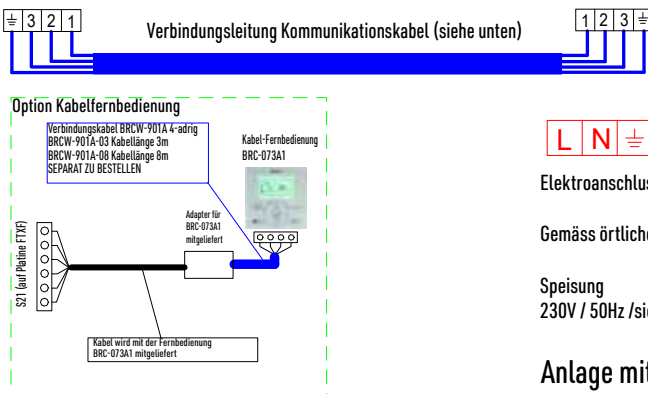 ⏚ 3 2 1
Verbindungsleitung Kommunikationskabel (siehe unten)
1 2 3 ⏚
Option Kabelfernbedienung
Verbindungskabel BRCW-901A 4-adrig
BRCW-901A-03 Kabellänge 3m
BRCW-901A-08 Kabellänge 8m
SEPARAT ZU BESTELLEN
Kabel-Fernbedienung
BRC-073A1
Adapter für
BRC-073A1
mitgeliefert
S21 (auf Platine FTXF)
Kabel wird mit der Fernbedienung
BRC-073A1 mitgeliefert
L N ⏚
Elektroanschlus
Gemäss örtliche
Speisung
230V / 50Hz /sie
Anlage mit